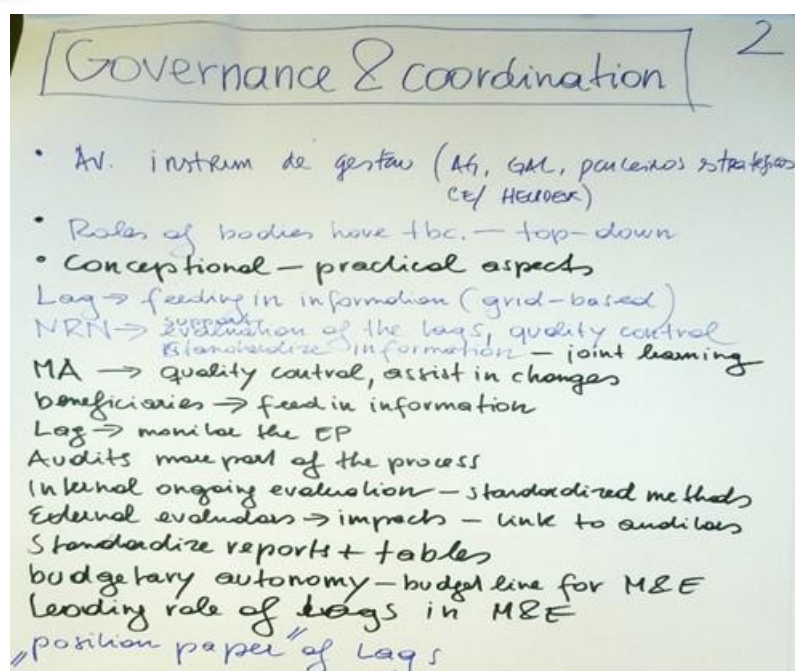 Governance & coordination
2
• Av. instrum de gestão (AG, GAL, parceiros estrategicos
CE/ HELPDESK)
• Roles of bodies have tbc. — top-down
• Conceptional — practical aspects
Lag → feeding in information (grid-based)
support
NRN → evaluation of the Lags, quality control
Standardize information — joint learning
MA → quality control, assist in changes
beneficiaries → feed in information
Lag → monitor the EP
Audits more part of the process
Internal ongoing evaluation — standardized methods
External evaluators → impacts — link to auditors
Standardize reports + tables
budgetary autonomy — budget line for M&E
Leading role of Lags in M&E
„position paper" of Lags